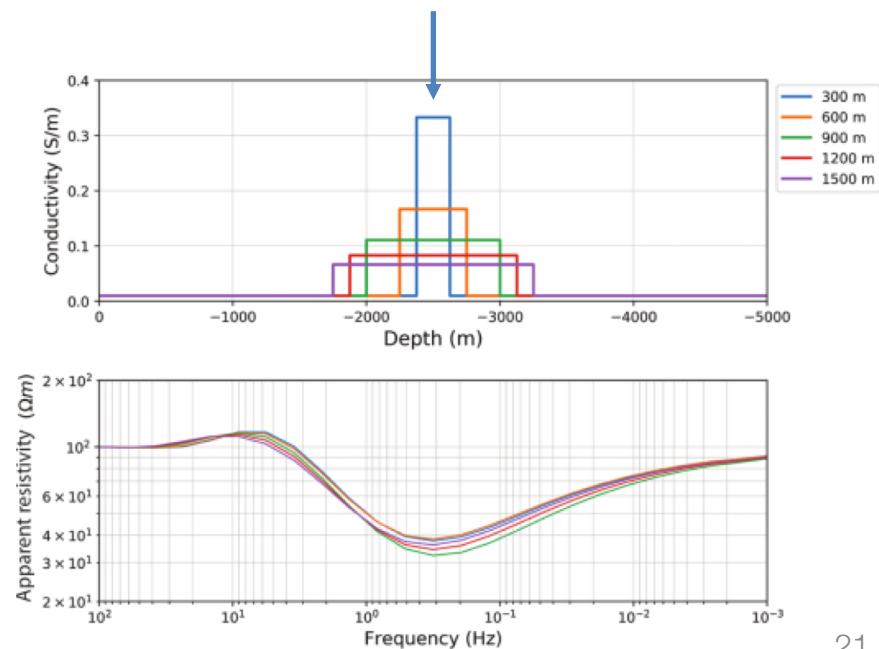 0.4
0.3
0.2
0.1
0.0
Conductivity (S/m)
0 −1000 −2000 −3000 −4000 −5000
Depth (m)
300 m
600 m
900 m
1200 m
1500 m
2 × 10²
10²
6 × 10¹
4 × 10¹
3 × 10¹
2 × 10¹
Apparent resistivity (Ωm)
10² 10¹ 10⁰ 10⁻¹ 10⁻² 10⁻³
Frequency (Hz)
21